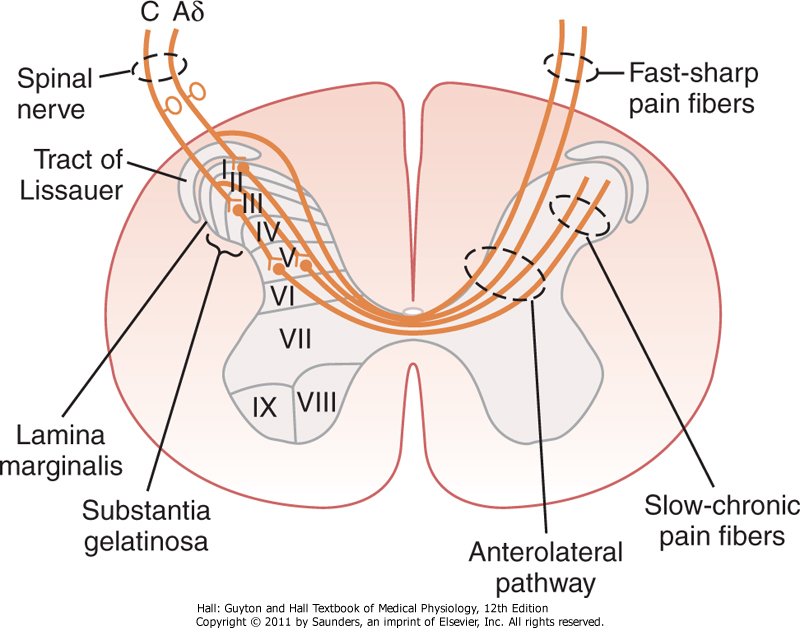 C Aδ
Spinal
nerve
Fast-sharp
pain fibers
Tract of
Lissauer
I
II
III
IV
V
VI
VII
IX VIII
Lamina
marginalis
Substantia
gelatinosa
Slow-chronic
pain fibers
Anterolateral
pathway
Hall: Guyton and Hall Textbook of Medical Physiology, 12th Edition
Copyright © 2011 by Saunders, an imprint of Elsevier, Inc. All rights reserved.